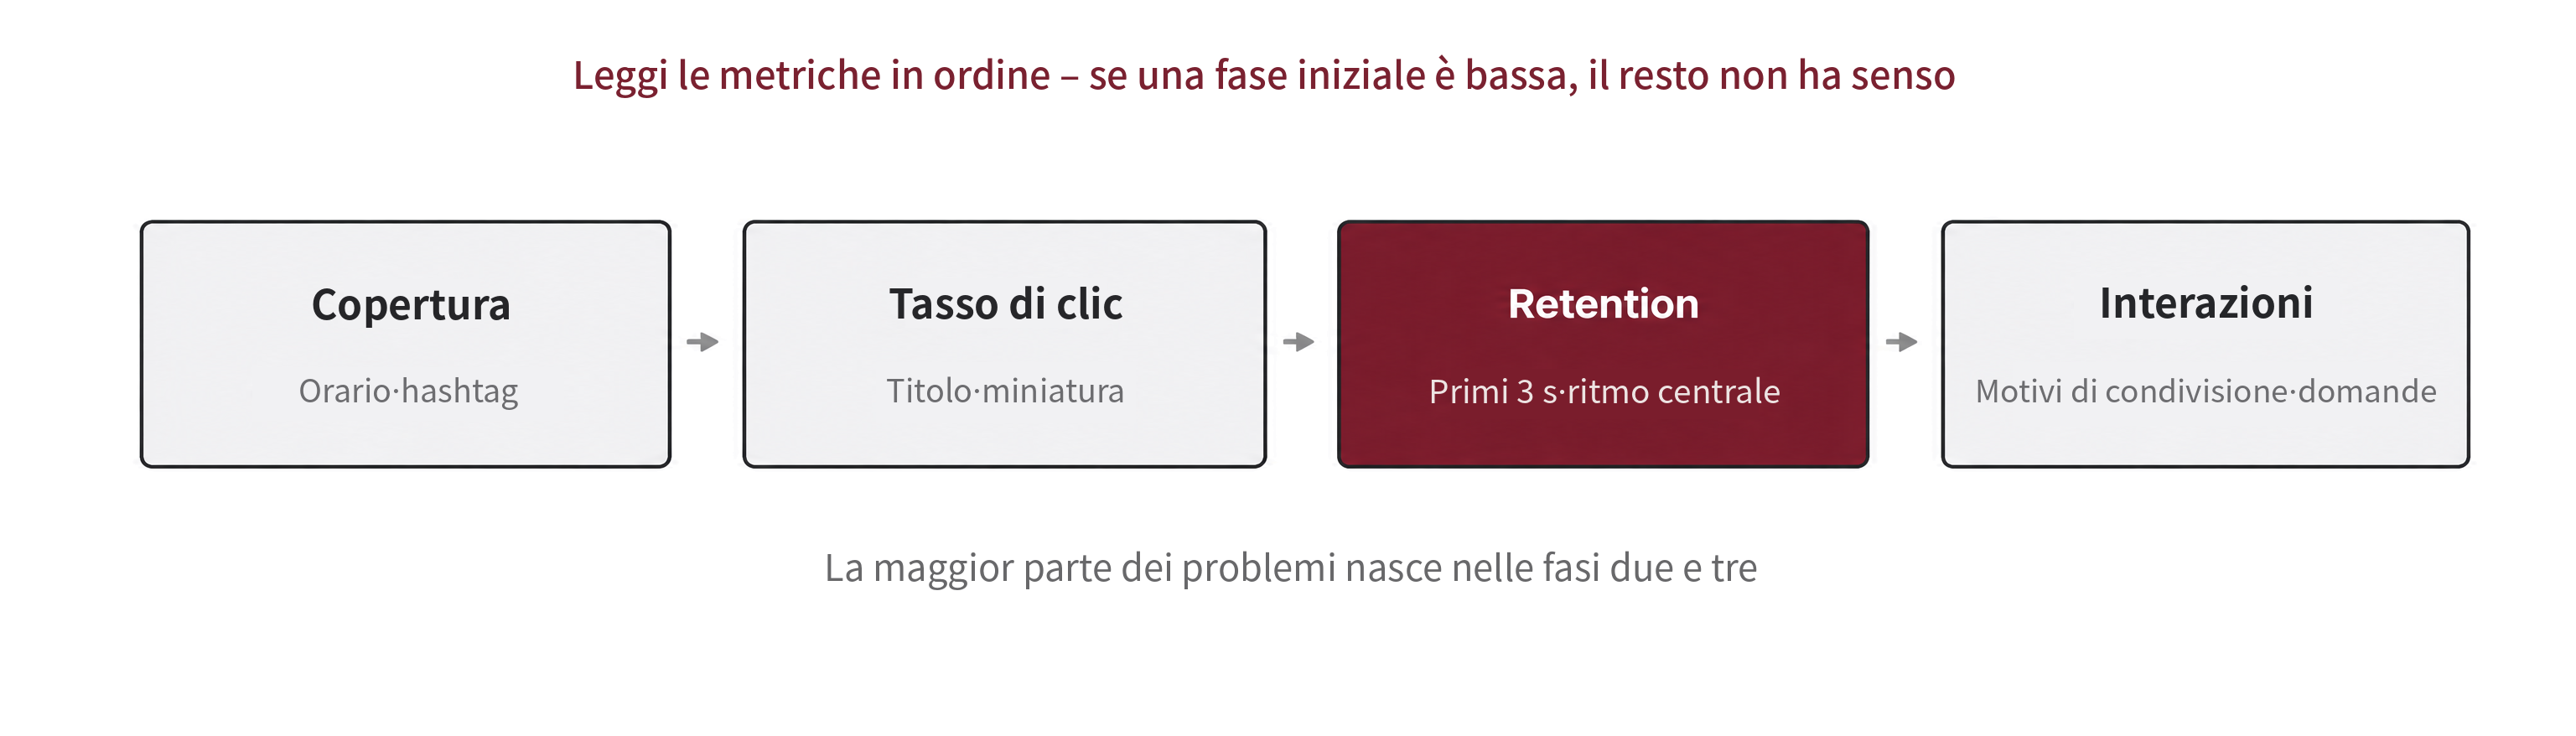 Leggi le metriche in ordine – se una fase iniziale è bassa, il resto non ha senso
Copertura
Orario·hashtag
Tasso di clic
Titolo·miniatura
Retention
Primi 3 s·ritmo centrale
Interazioni
Motivi di condivisione·domande
La maggior parte dei problemi nasce nelle fasi due e tre